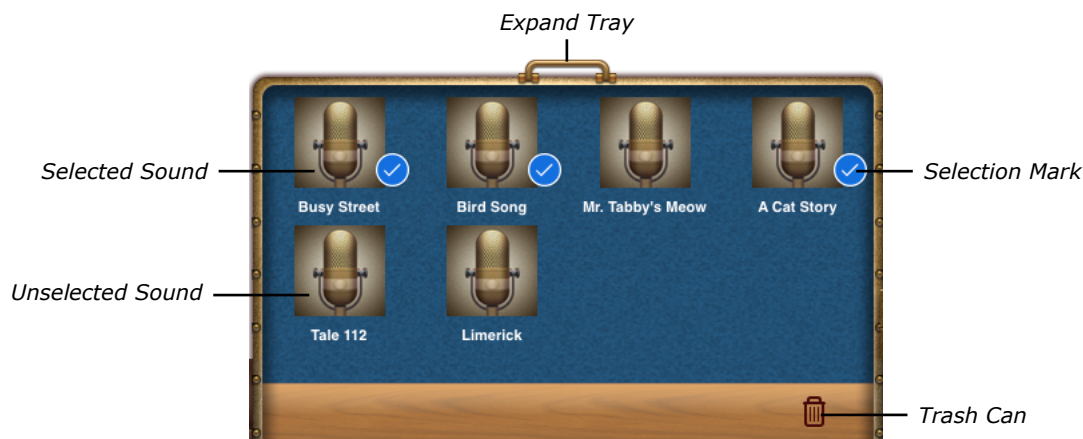 Expand Tray
Selected Sound
Selection Mark
Busy Street
Bird Song
Mr. Tabby's Meow
A Cat Story
Unselected Sound
Tale 112
Limerick
Trash Can